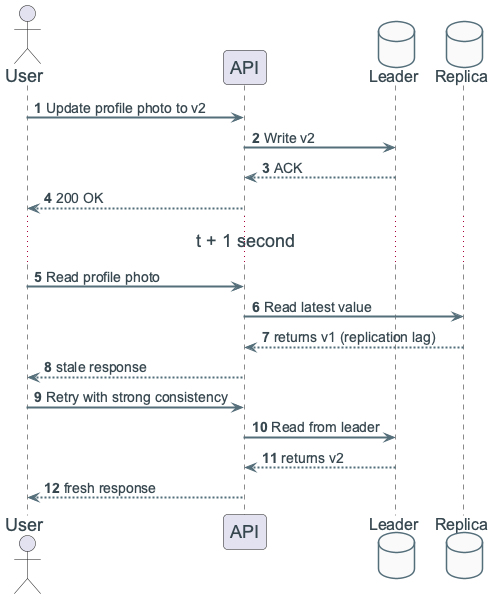 User
API
Leader
Replica
1 Update profile photo to v2
2 Write v2
3 ACK
4 200 OK
t + 1 second
5 Read profile photo
6 Read latest value
7 returns v1 (replication lag)
8 stale response
9 Retry with strong consistency
10 Read from leader
11 returns v2
12 fresh response
User
API
Leader
Replica